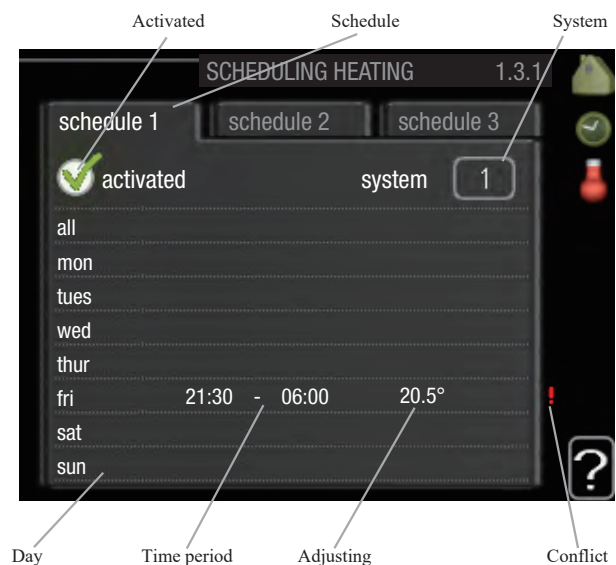 Activated Schedule System
SCHEDULING HEATING 1.3.1
schedule 1 schedule 2 schedule 3
activated system 1
all
mon
tues
wed
thur
fri 21:30 - 06:00 20.5° !
sat
sun
?
Day Time period Adjusting Conflict